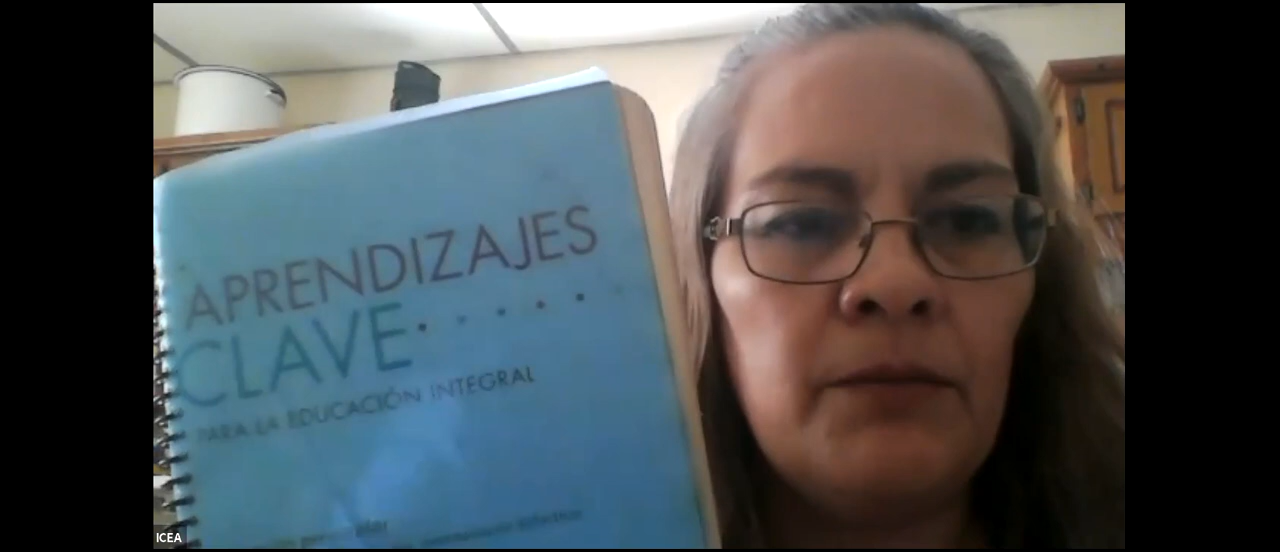 APRENDIZAJES
CLAVE
PARA LA EDUCACIÓN INTEGRAL
ICEA